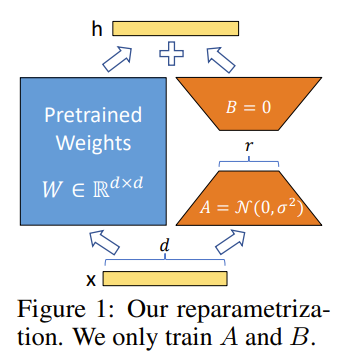 h
Pretrained
Weights
W ∈ ℝ^{d×d}
B = 0
r
A = 𝒩(0, σ²)
d
x
Figure 1: Our reparametriza-
tion. We only train A and B.